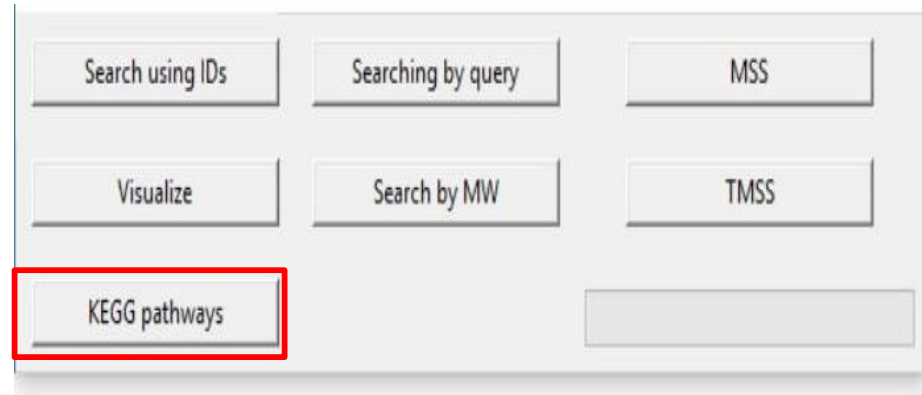 Search using IDs
Searching by query
MSS
Visualize
Search by MW
TMSS
KEGG pathways